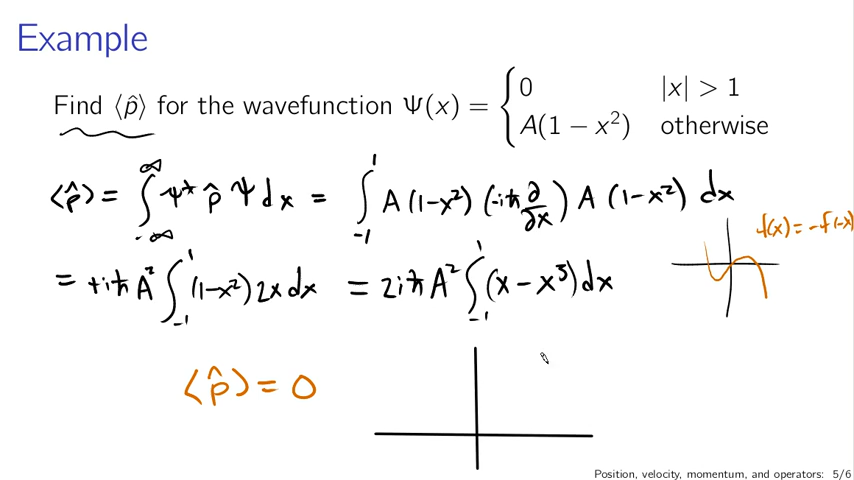 Example
Find ⟨p̂⟩ for the wavefunction Ψ(x) = { 0 |x| > 1
A(1 − x²) otherwise
⟨p̂⟩ = ∫_{-∞}^{∞} Ψ* p̂ Ψ dx = ∫_{-1}^{1} A (1-x²) (-iħ ∂/∂x) A (1-x²) dx
f(x) = -f(-x)
= +iħ A² ∫_{-1}^{1} (1-x²) 2x dx = 2iħ A² ∫_{-1}^{1} (x - x³) dx
⟨p̂⟩ = 0
Position, velocity, momentum, and operators: 5/6